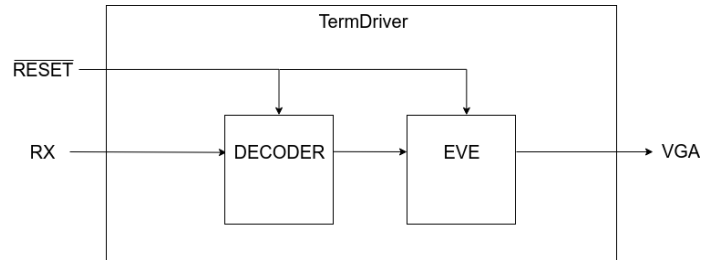 TermDriver
RESET
RX
DECODER
EVE
VGA